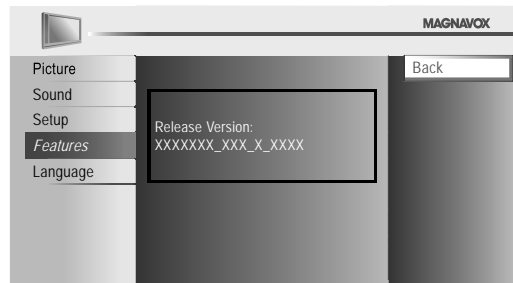 MAGNAVOX
Picture
Back
Sound
Setup
Release Version:
Features
XXXXXXX_XXX_X_XXXX
Language